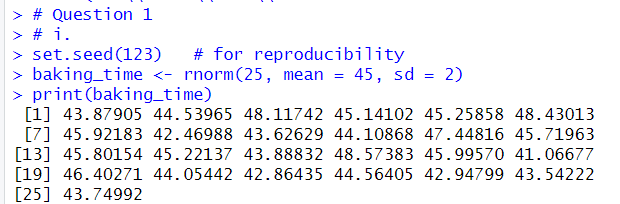 > # Question 1
> # i.
> set.seed(123)   # for reproducibility
> baking_time <- rnorm(25, mean = 45, sd = 2)
> print(baking_time)
 [1] 43.87905 44.53965 48.11742 45.14102 45.25858 48.43013
 [7] 45.92183 42.46988 43.62629 44.10868 47.44816 45.71963
[13] 45.80154 45.22137 43.88832 48.57383 45.99570 41.06677
[19] 46.40271 44.05442 42.86435 44.56405 42.94799 43.54222
[25] 43.74992